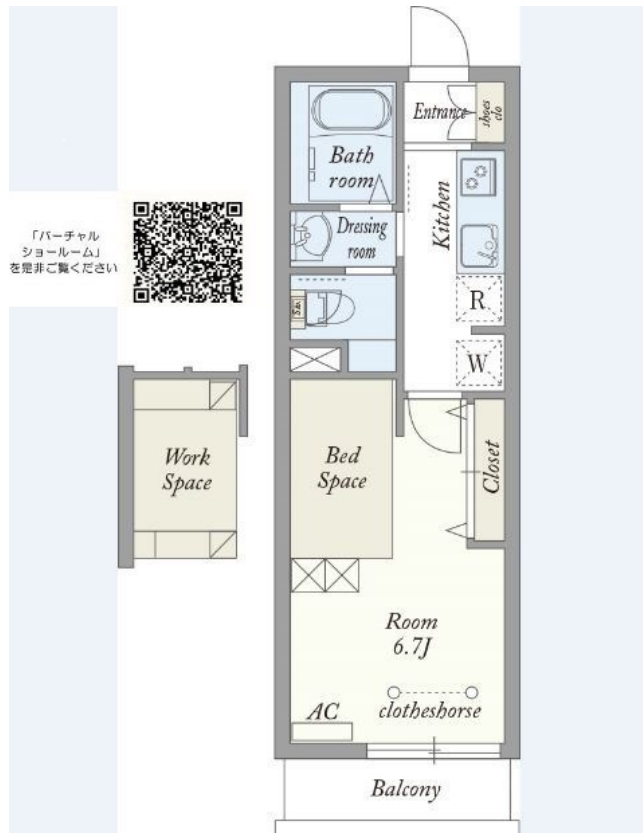 Entrance
shoes
clo
Bath
room
Kitchen
「バーチャル
ショールーム」
を是非ご覧ください
Dressing
room
R
W
Work
Space
Bed
Space
Closet
Room
6.7J
AC
clotheshorse
Balcony